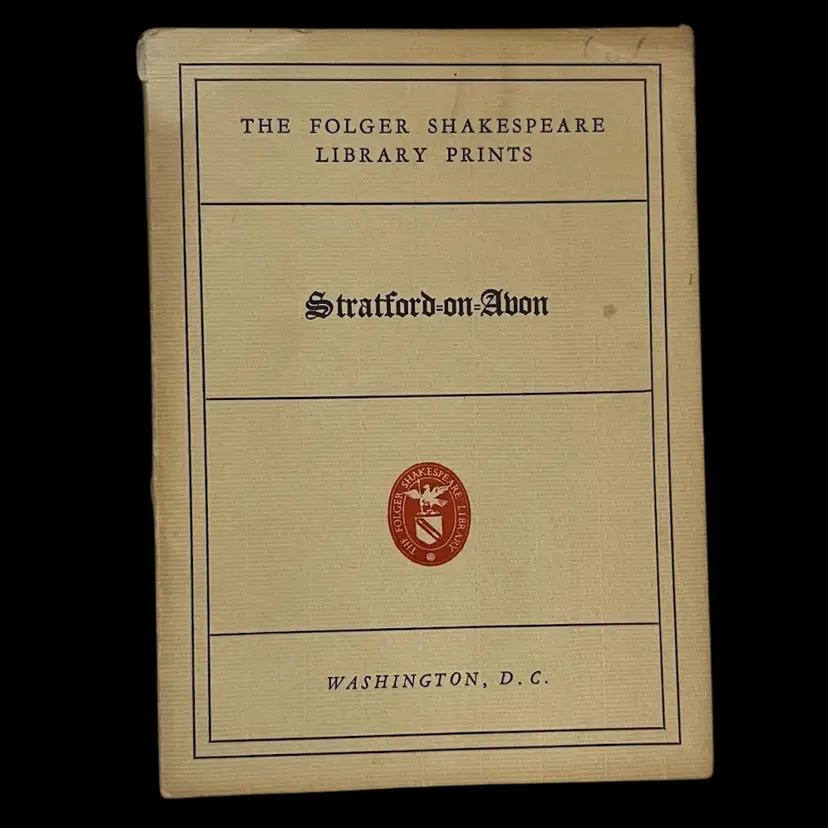 THE FOLGER SHAKESPEARE
LIBRARY PRINTS
Stratford=on=Avon
THE FOLGER SHAKESPEARE LIBRARY
WASHINGTON, D.C.